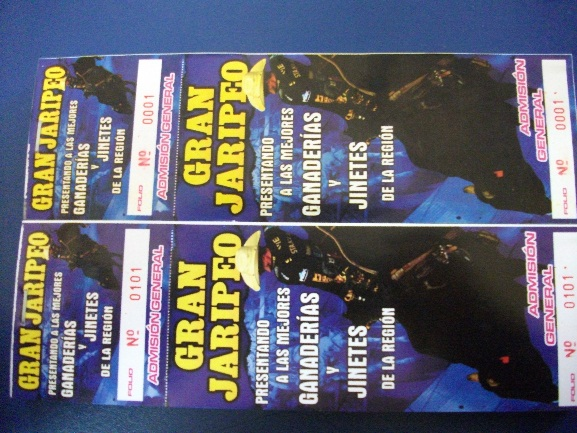 GRAN JARIPEO
PRESENTANDO A LAS MEJORES
GANADERÍAS
Y JINETES
DE LA REGIÓN
FOLIO Nº 0001
ADMISIÓN GENERAL
GRAN
JARIPEO
PRESENTANDO
A LAS MEJORES
GANADERÍAS
Y
JINETES
DE LA REGIÓN
ADMISIÓN
GENERAL
FOLIO Nº 0001
GRAN JARIPEO
PRESENTANDO A LAS MEJORES
GANADERÍAS
Y JINETES
DE LA REGIÓN
FOLIO Nº 0101
ADMISIÓN GENERAL
GRAN
JARIPEO
PRESENTANDO
A LAS MEJORES
GANADERÍAS
Y
JINETES
DE LA REGIÓN
ADMISIÓN
GENERAL
FOLIO Nº 0101